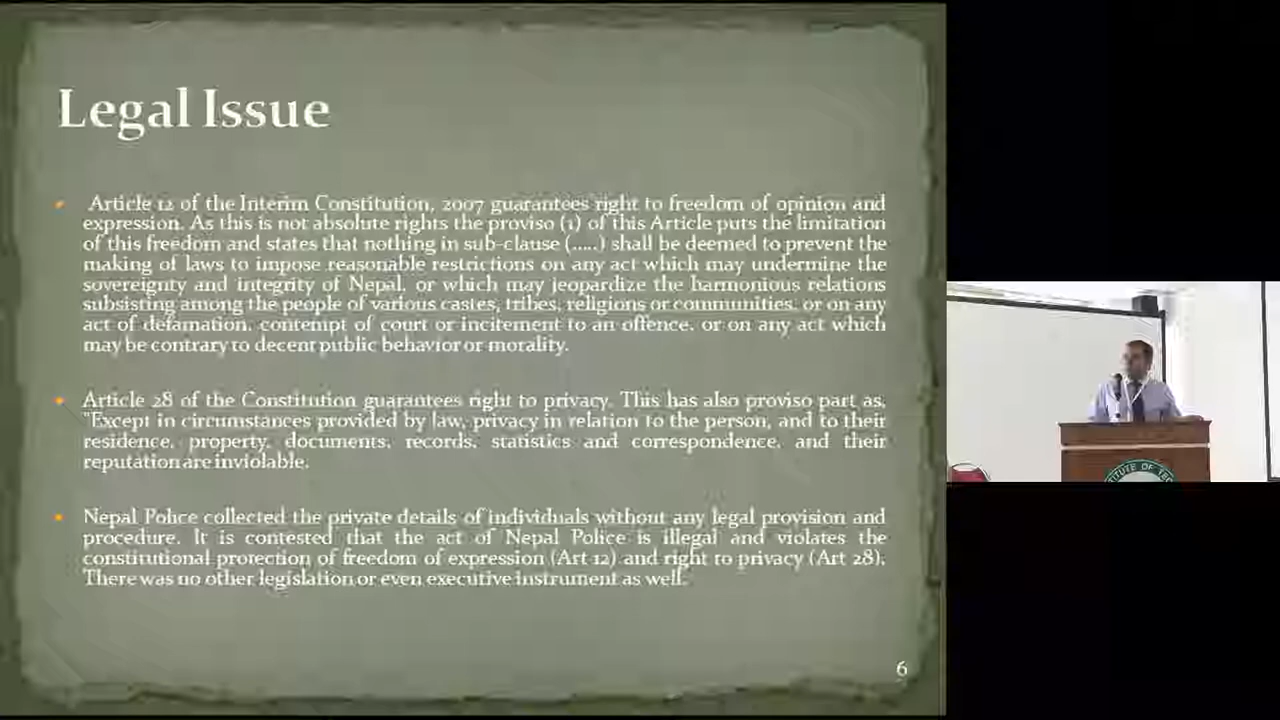 Legal Issue
Article 12 of the Interim Constitution, 2007 guarantees right to freedom of opinion and
expression. As this is not absolute rights the proviso (1) of this Article puts the limitation
of this freedom and states that nothing in sub-clause (.....) shall be deemed to prevent the
making of laws to impose reasonable restrictions on any act which may undermine the
sovereignty and integrity of Nepal, or which may jeopardize the harmonious relations
subsisting among the people of various castes, tribes, religions or communities, or on any
act of defamation, contempt of court or incitement to an offence, or on any act which
may be contrary to decent public behavior or morality.
Article 28 of the Constitution guarantees right to privacy. This has also proviso part as,
"Except in circumstances provided by law, privacy in relation to the person, and to their
residence, property, documents, records, statistics and correspondence, and their
reputation are inviolable.
Nepal Police collected the private details of individuals without any legal provision and
procedure. It is contested that the act of Nepal Police is illegal and violates the
constitutional protection of freedom of expression (Art 12) and right to privacy (Art 28).
There was no other legislation or even executive instrument as well.
6
ITUTE OF TE